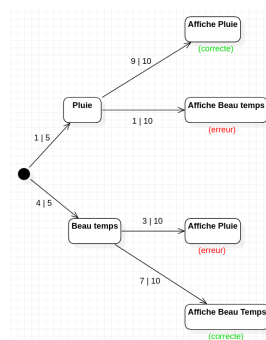 Affiche Pluie
(correcte)
9 | 10
Pluie
Affiche Beau temps
1 | 10
(erreur)
1 | 5
4 | 5
Beau temps
3 | 10
Affiche Pluie
(erreur)
7 | 10
Affiche Beau Temps
(correcte)